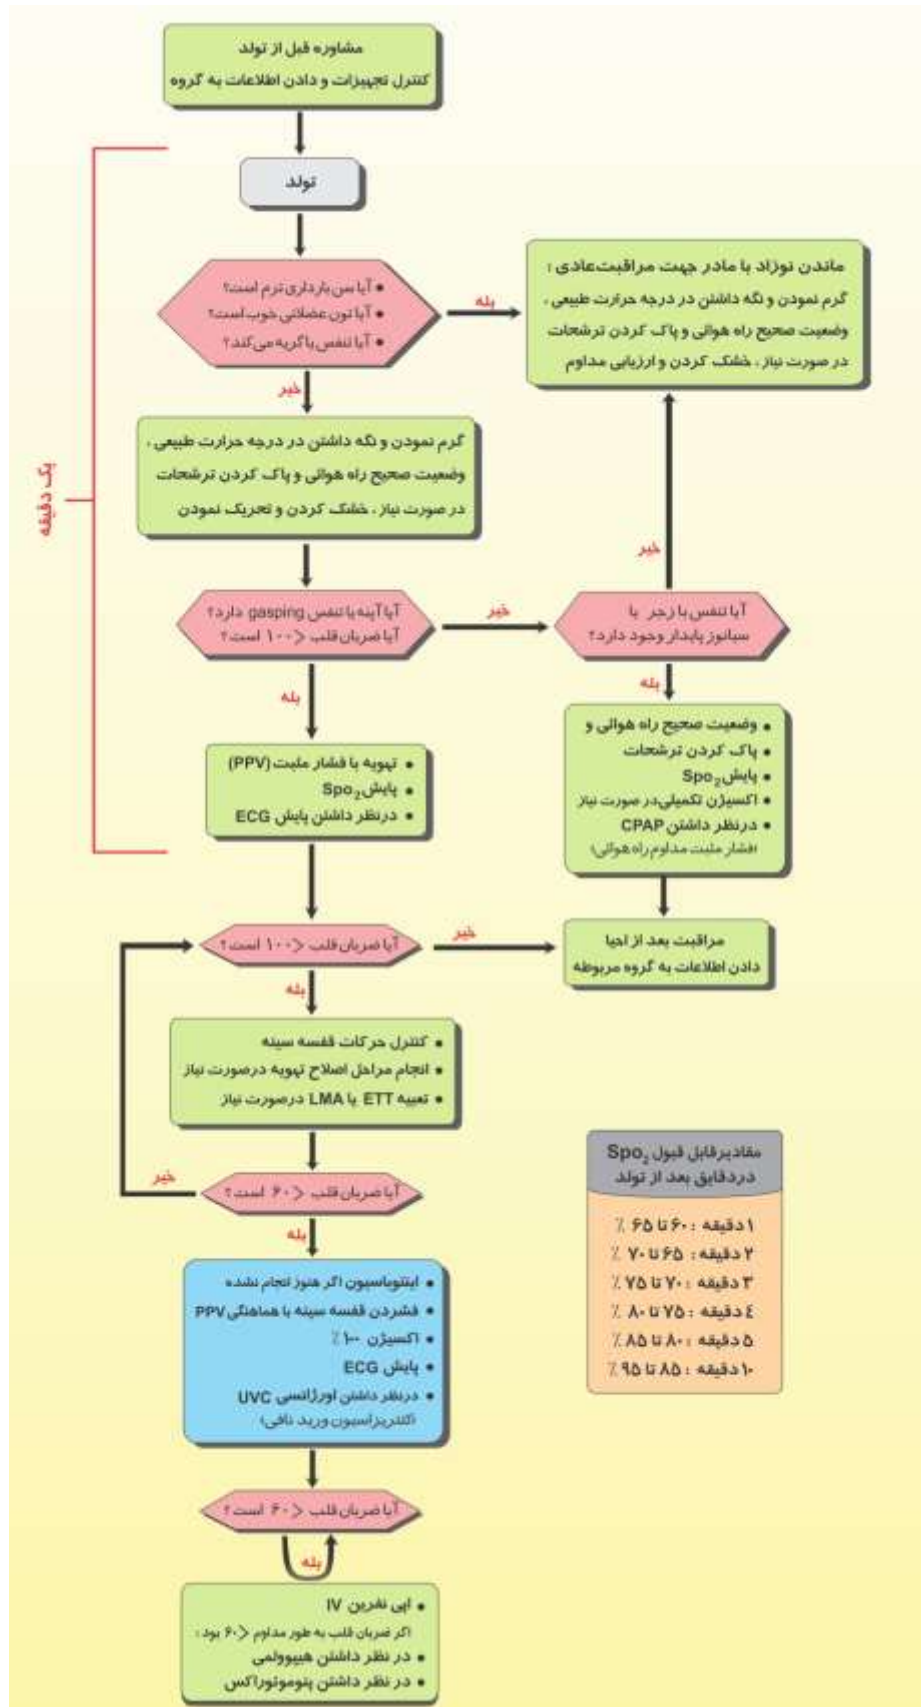 مشاوره قبل از تولد
کنترل تجهیزات و دادن اطلاعات به گروه
یک دقیقه
تولد
• آیا سن بارداری ترم است؟
• آیا تون عضلانی خوب است؟
• آیا تنفس یا گریه می‌کند؟
بله
ماندن نوزاد با مادر جهت مراقبت‌عادی :
گرم نمودن و نگه داشتن در درجه حرارت طبیعی ،
وضعیت صحیح راه هوائی و پاک کردن ترشحات
در صورت نیاز ، خشک کردن و ارزیابی مداوم
خیر
گرم نمودن و نگه داشتن در درجه حرارت طبیعی ،
وضعیت صحیح راه هوائی و پاک کردن ترشحات
در صورت نیاز ، خشک کردن و تحریک نمودن
خیر
آیا آپنه یا تنفس gasping دارد؟
آیا ضربان قلب <۱۰۰ است؟
خیر
آیا تنفس با زجر یا
سیانوز پایدار وجود دارد؟
بله
بله
• تهویه با فشار مثبت (PPV)
• پایش Spo₂
• درنظر داشتن پایش ECG
• وضعیت صحیح راه هوائی و
• پاک کردن ترشحات
• پایش Spo₂
• اکسیژن تکمیلی‌در صورت نیاز
• درنظر داشتن CPAP
(فشار مثبت مداوم راه هوائی)
آیا ضربان قلب <۱۰۰ است؟
خیر
مراقبت بعد از احیا
دادن اطلاعات به گروه مربوطه
بله
• کنترل حرکات قفسه سینه
• انجام مراحل اصلاح تهویه درصورت نیاز
• تعبیه ETT یا LMA درصورت نیاز
خیر
آیا ضربان قلب <۶۰ است؟
بله
• اینتوباسیون اگر هنوز انجام نشده
• فشردن قفسه سینه با هماهنگی PPV
• اکسیژن ۱۰۰ ٪
• پایش ECG
• درنظر داشتن اورژانسی UVC
(کتتریزاسیون ورید نافی)
آیا ضربان قلب <۶۰ است؟
بله
• اپی نفرین IV
اگر ضربان قلب به طور مداوم <۶۰ بود :
• در نظر داشتن هیپوولمی
• در نظر داشتن پنوموتوراکس
مقادیرقابل قبول Spo₂
دردقایق بعد از تولد
۱ دقیقه : ۶۰ تا ۶۵ ٪
۲ دقیقه : ۶۵ تا ۷۰ ٪
۳ دقیقه : ۷۰ تا ۷۵ ٪
٤ دقیقه : ۷۵ تا ۸۰ ٪
۵ دقیقه : ۸۰ تا ۸۵ ٪
۱۰ دقیقه : ۸۵ تا ۹۵ ٪